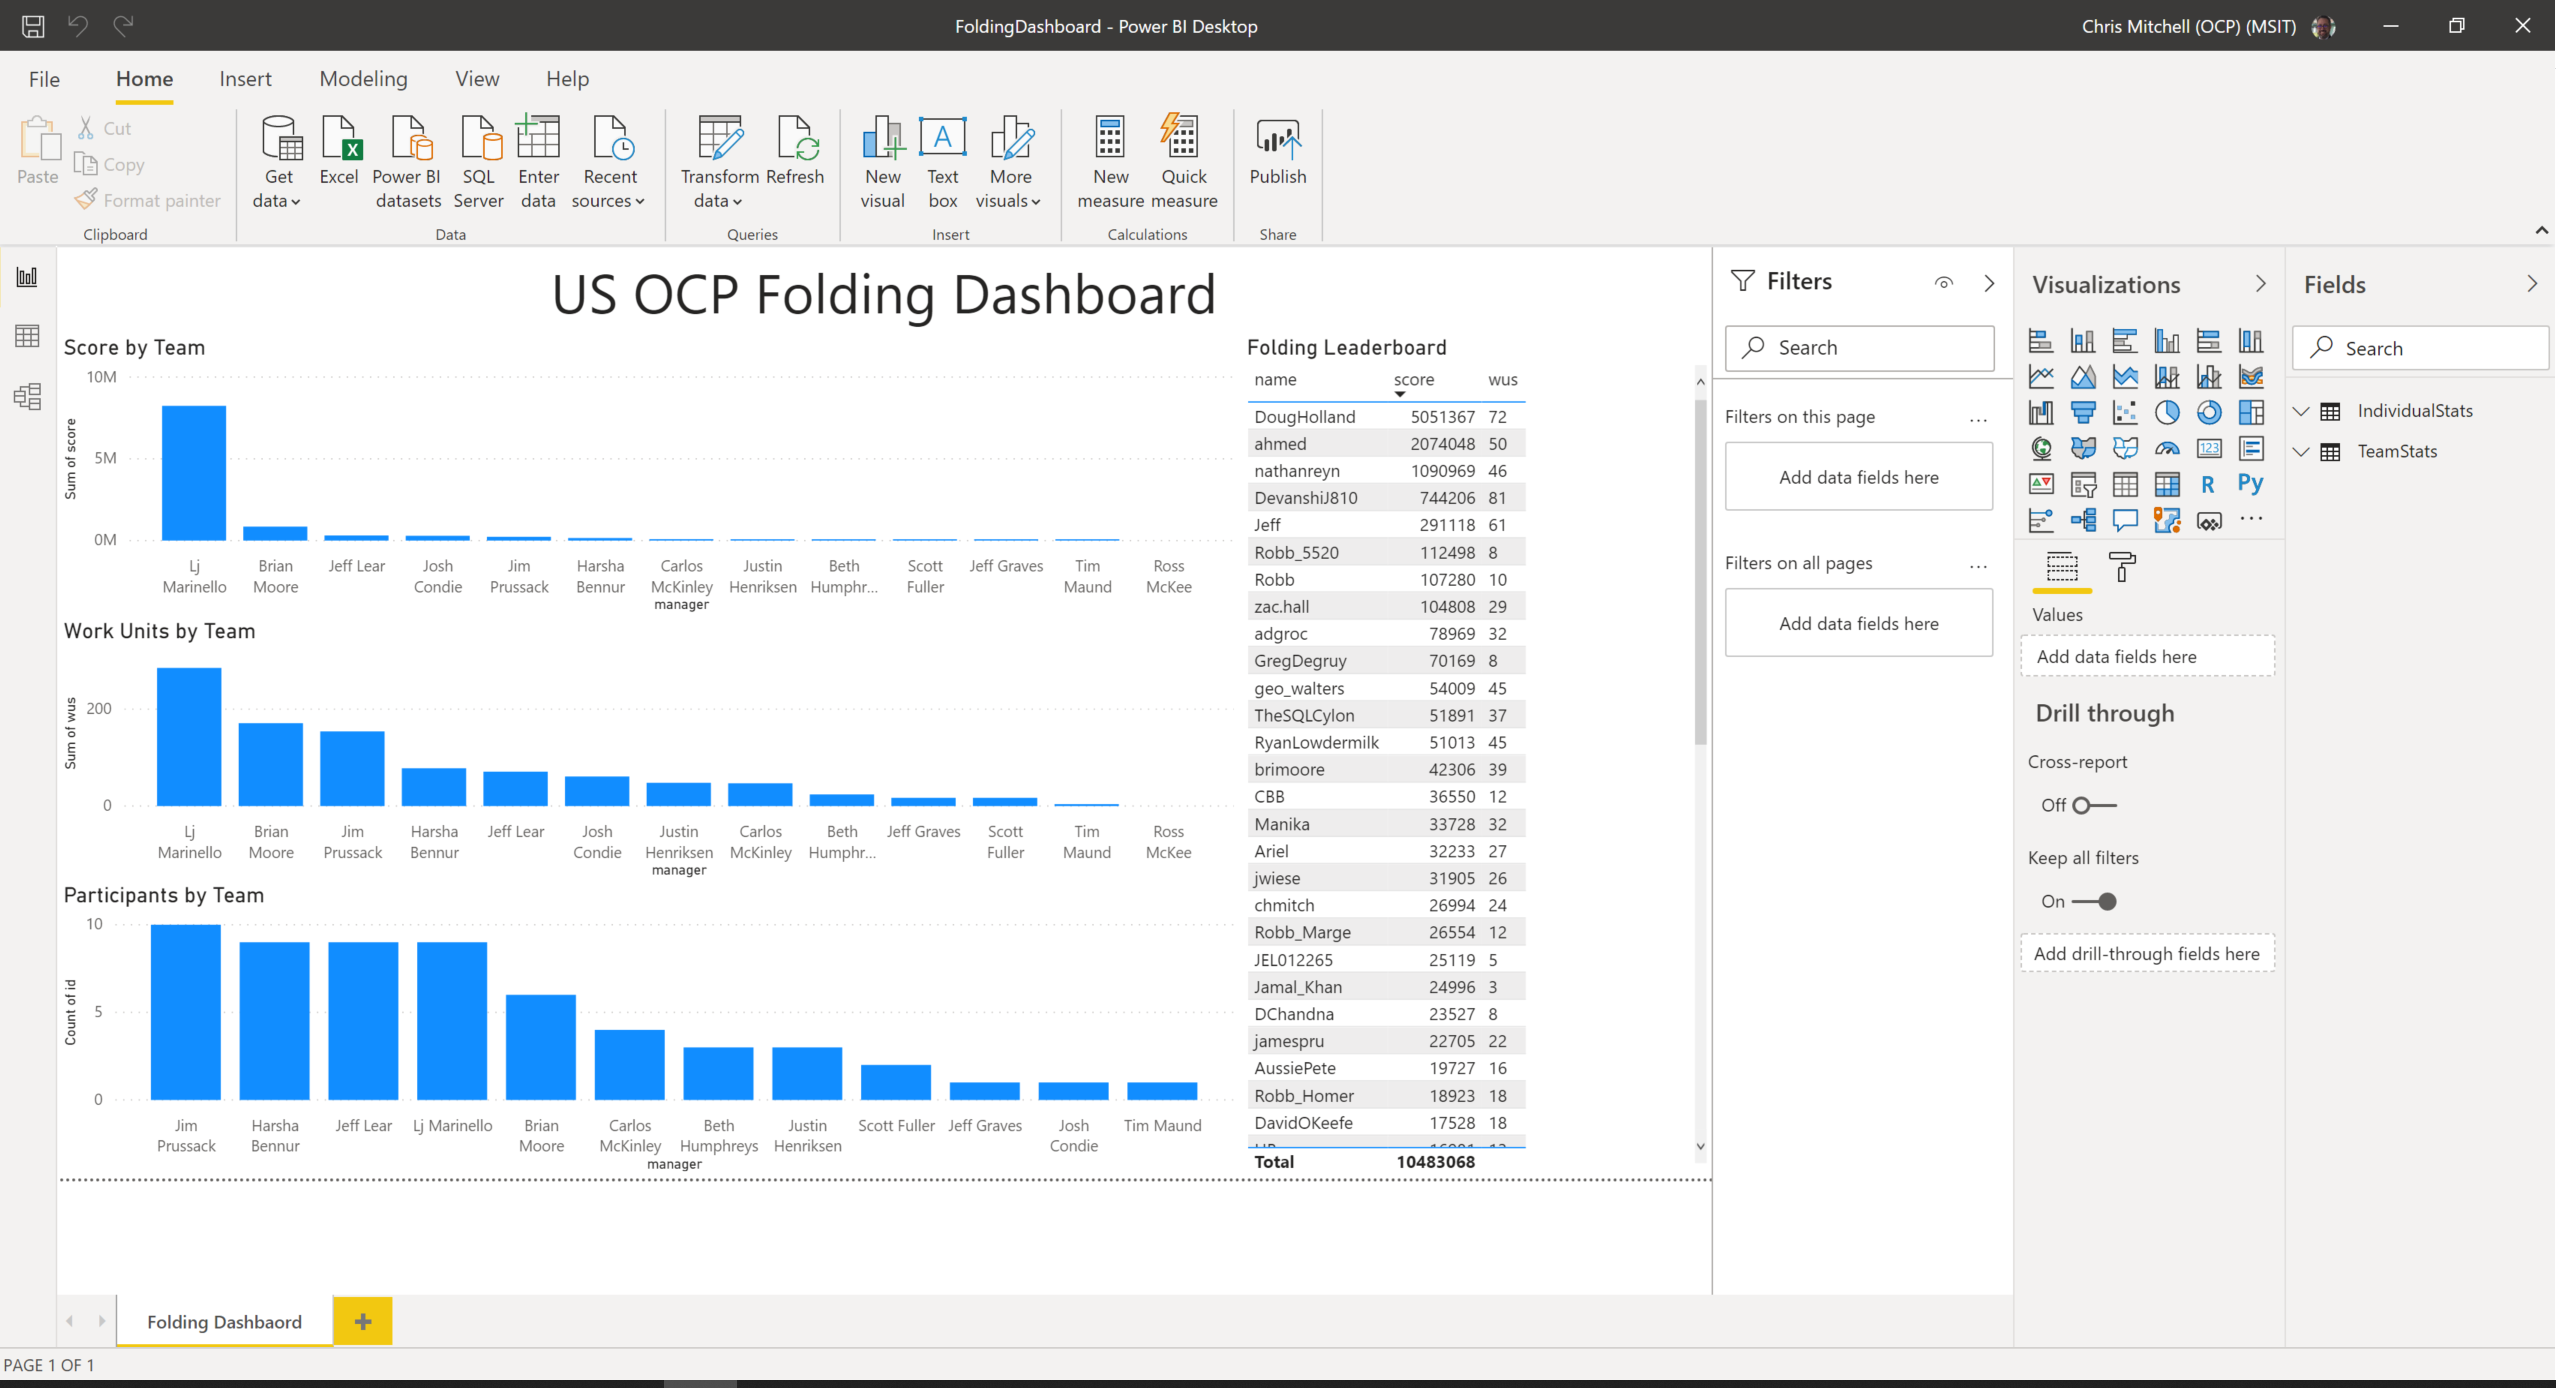 FoldingDashboard - Power BI Desktop
Chris Mitchell (OCP) (MSIT)
File Home Insert Modeling View Help
Paste
Cut
Copy
Format painter
Clipboard
Get data
Excel
Power BI datasets
SQL Server
Enter data
Recent sources
Data
Transform data
Refresh
Queries
New visual
Text box
More visuals
Insert
New measure
Quick measure
Calculations
Publish
Share
US OCP Folding Dashboard
Score by Team
Sum of score
10M
5M
0M
Lj Marinello
Brian Moore
Jeff Lear
Josh Condie
Jim Prussack
Harsha Bennur
Carlos McKinley
Justin Henriksen
Beth Humphr...
Scott Fuller
Jeff Graves
Tim Maund
Ross McKee
manager
Work Units by Team
Sum of wus
200
0
Lj Marinello
Brian Moore
Jim Prussack
Harsha Bennur
Jeff Lear
Josh Condie
Justin Henriksen
Carlos McKinley
Beth Humphr...
Jeff Graves
Scott Fuller
Tim Maund
Ross McKee
manager
Participants by Team
Count of id
10
5
0
Jim Prussack
Harsha Bennur
Jeff Lear
Lj Marinello
Brian Moore
Carlos McKinley
Beth Humphreys
Justin Henriksen
Scott Fuller
Jeff Graves
Josh Condie
Tim Maund
manager
Folding Leaderboard
name score wus
DougHolland 5051367 72
ahmed 2074048 50
nathanreyn 1090969 46
DevanshiJ810 744206 81
Jeff 291118 61
Robb_5520 112498 8
Robb 107280 10
zac.hall 104808 29
adgroc 78969 32
GregDegruy 70169 8
geo_walters 54009 45
TheSQLCylon 51891 37
RyanLowdermilk 51013 45
brimoore 42306 39
CBB 36550 12
Manika 33728 32
Ariel 32233 27
jwiese 31905 26
chmitch 26994 24
Robb_Marge 26554 12
JEL012265 25119 5
Jamal_Khan 24996 3
DChandna 23527 8
jamespru 22705 22
AussiePete 19727 16
Robb_Homer 18923 18
DavidOKeefe 17528 18
Total 10483068
Filters
Search
Filters on this page ...
Add data fields here
Filters on all pages ...
Add data fields here
Visualizations
123
R Py
...
Values
Add data fields here
Drill through
Cross-report
Off
Keep all filters
On
Add drill-through fields here
Fields
Search
IndividualStats
TeamStats
Folding Dashbaord
PAGE 1 OF 1